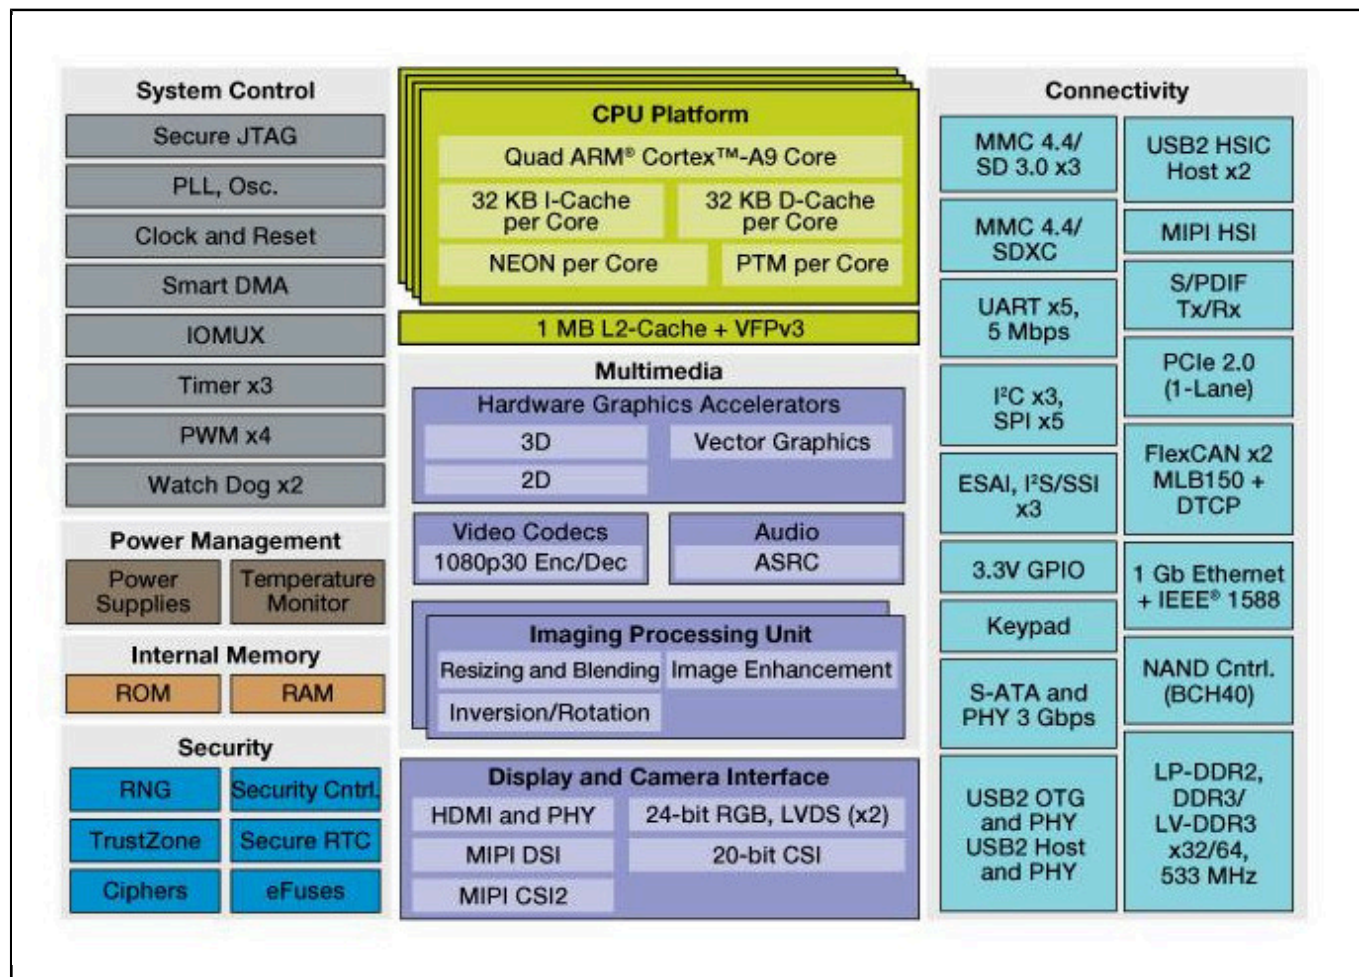 System Control
Secure JTAG
PLL, Osc.
Clock and Reset
Smart DMA
IOMUX
Timer x3
PWM x4
Watch Dog x2
Power Management
Power
Supplies
Temperature
Monitor
Internal Memory
ROM
RAM
Security
RNG
Security Cntrl.
TrustZone
Secure RTC
Ciphers
eFuses
CPU Platform
Quad ARM® Cortex™-A9 Core
32 KB I-Cache
per Core
32 KB D-Cache
per Core
NEON per Core
PTM per Core
1 MB L2-Cache + VFPv3
Multimedia
Hardware Graphics Accelerators
3D
Vector Graphics
2D
Video Codecs
1080p30 Enc/Dec
Audio
ASRC
Imaging Processing Unit
Resizing and Blending
Image Enhancement
Inversion/Rotation
Display and Camera Interface
HDMI and PHY
24-bit RGB, LVDS (x2)
MIPI DSI
20-bit CSI
MIPI CSI2
Connectivity
MMC 4.4/
SD 3.0 x3
MMC 4.4/
SDXC
UART x5,
5 Mbps
I²C x3,
SPI x5
ESAI, I²S/SSI
x3
3.3V GPIO
Keypad
S-ATA and
PHY 3 Gbps
USB2 OTG
and PHY
USB2 Host
and PHY
USB2 HSIC
Host x2
MIPI HSI
S/PDIF
Tx/Rx
PCIe 2.0
(1-Lane)
FlexCAN x2
MLB150 +
DTCP
1 Gb Ethernet
+ IEEE® 1588
NAND Cntrl.
(BCH40)
LP-DDR2,
DDR3/
LV-DDR3
x32/64,
533 MHz